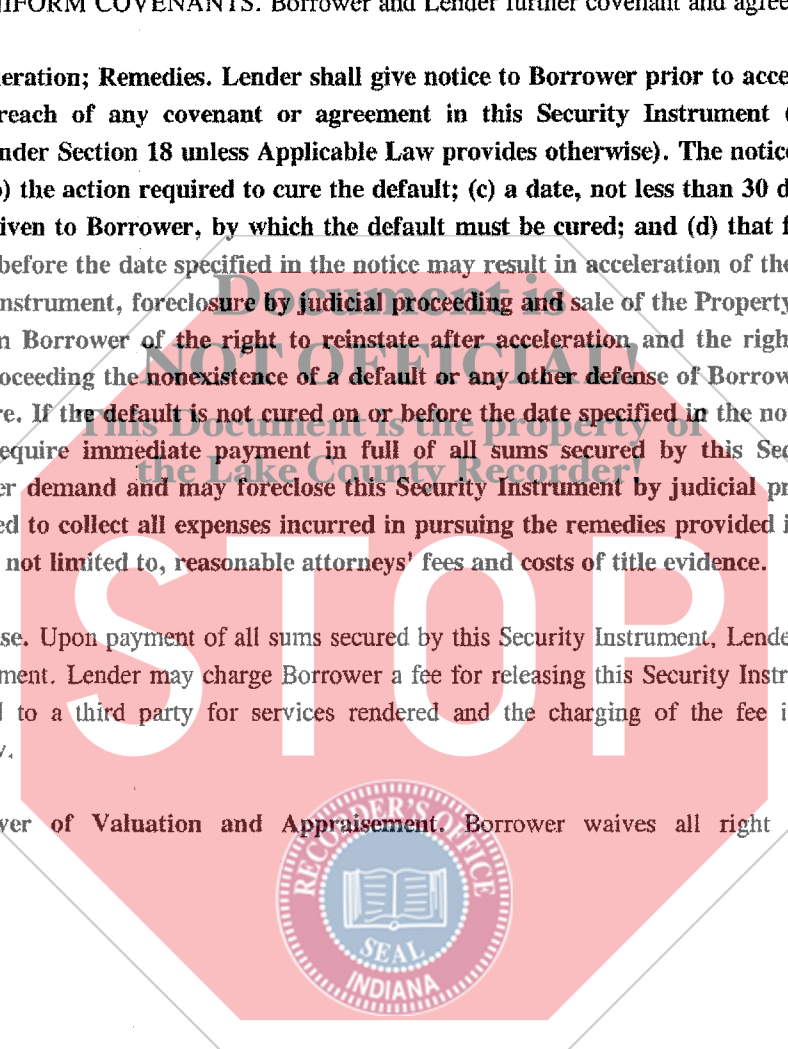 NIFORM COVENANTS. Borrower and Lender further covenant and agree
leration; Remedies. Lender shall give notice to Borrower prior to acce
reach of any covenant or agreement in this Security Instrument (
nder Section 18 unless Applicable Law provides otherwise). The notice
) the action required to cure the default; (c) a date, not less than 30 d
iven to Borrower, by which the default must be cured; and (d) that f
before the date specified in the notice may result in acceleration of the
nstrument, foreclosure by judicial proceeding and sale of the Property
n Borrower of the right to reinstate after acceleration and the righ
oceeding the nonexistence of a default or any other defense of Borrow
re. If the default is not cured on or before the date specified in the no
equire immediate payment in full of all sums secured by this Sec
er demand and may foreclose this Security Instrument by judicial pr
ed to collect all expenses incurred in pursuing the remedies provided i
not limited to, reasonable attorneys' fees and costs of title evidence.
se. Upon payment of all sums secured by this Security Instrument, Lende
ment. Lender may charge Borrower a fee for releasing this Security Instr
l to a third party for services rendered and the charging of the fee i
v.
ver of Valuation and Appraisement. Borrower waives all right
Document is
NOT OFFICIAL!
This Document is the property of
the Lake County Recorder!
STOP
RECORDER'S OFFICE
SEAL
INDIANA